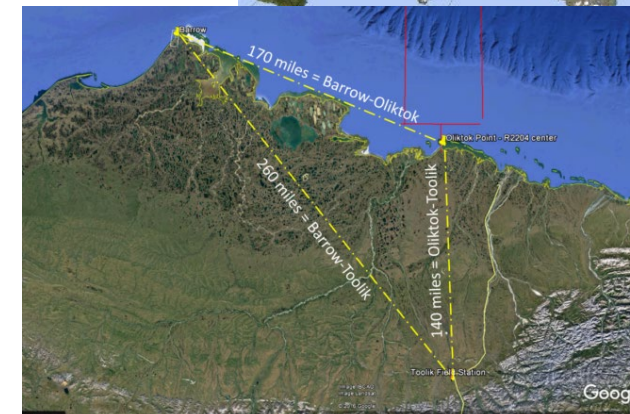 Barrow
170 miles = Barrow-Oliktok
Oliktok Point - R2204 center
260 miles = Barrow-Toolik
140 miles = Oliktok-Toolik
Toolik Field Station
Goog